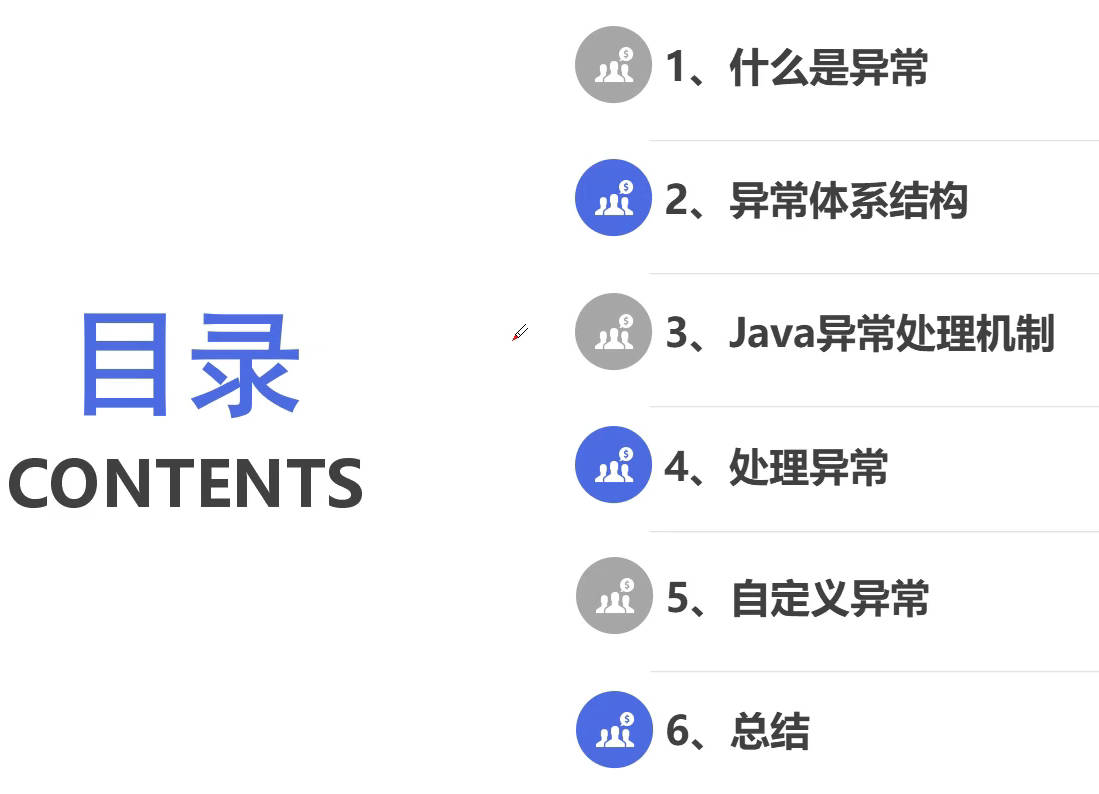 目录
CONTENTS
1、什么是异常
2、异常体系结构
3、Java异常处理机制
4、处理异常
5、自定义异常
6、总结